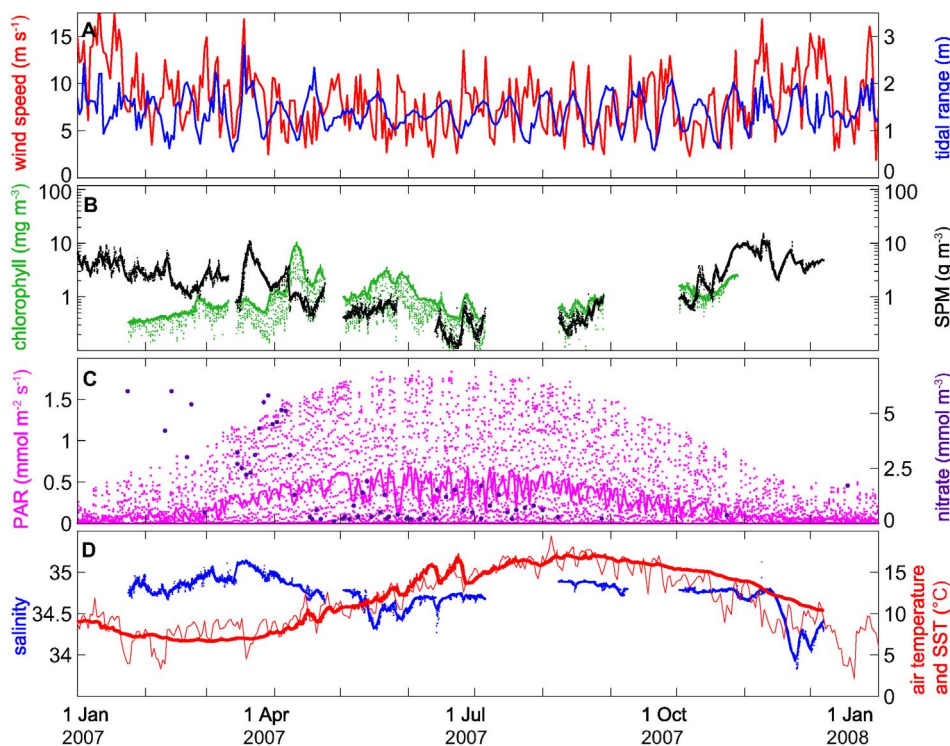 A
wind speed (m s⁻¹)
15
10
5
0
3
2
1
0
tidal range (m)
B
chlorophyll (mg m⁻³)
100
10
1
100
10
1
SPM (g m⁻³)
C
PAR (mmol m⁻² s⁻¹)
1.5
1
0.5
0
5
2.5
0
nitrate (mmol m⁻³)
D
salinity
35
34.5
34
15
10
5
0
air temperature
and SST (°C)
1 Jan 1 Apr 1 Jul 1 Oct 1 Jan
2007 2007 2007 2007 2008